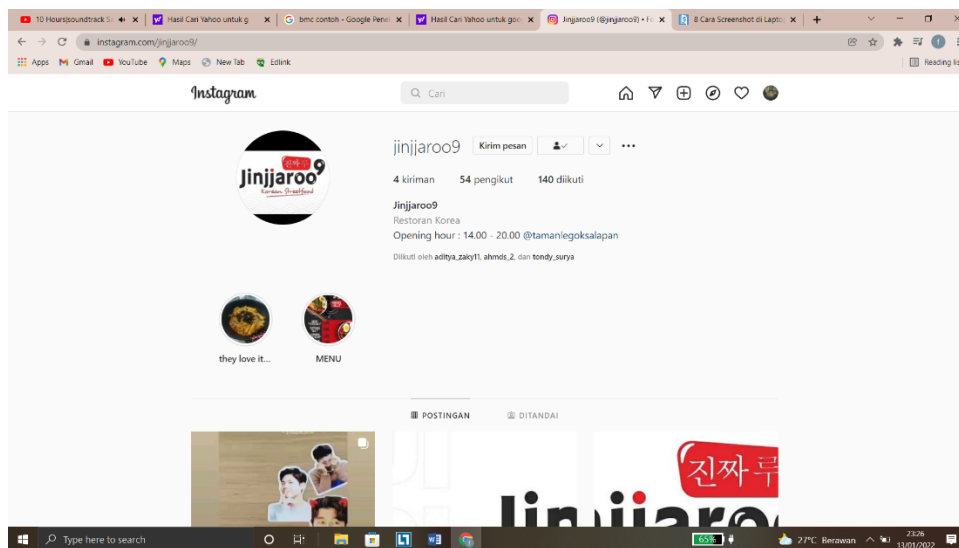 10 Hours|soundtrack Sa
Hasil Cari Yahoo untuk g
bmc contoh - Google Penel
Hasil Cari Yahoo untuk goo
Jinjjaroo9 (@jinjjaroo9) • Fo
8 Cara Screenshot di Lapto
instagram.com/jinjjaroo9/
Apps Gmail YouTube Maps New Tab Edlink Reading lis
Instagram
Cari
Jinjjaroo9
Korean Streetfood
jinjjaroo9 Kirim pesan
4 kiriman 54 pengikut 140 diikuti
Jinjjaroo9
Restoran Korea
Opening hour : 14.00 - 20.00 @tamanlegoksalapan
Diikuti oleh aditya_zaky11, ahmds_2, dan tondy_surya
they love it... MENU
POSTINGAN DITANDAI
진짜 루
Jin
Jinjjaroo
Type here to search
65%
27°C Berawan
23:26
13/01/2022